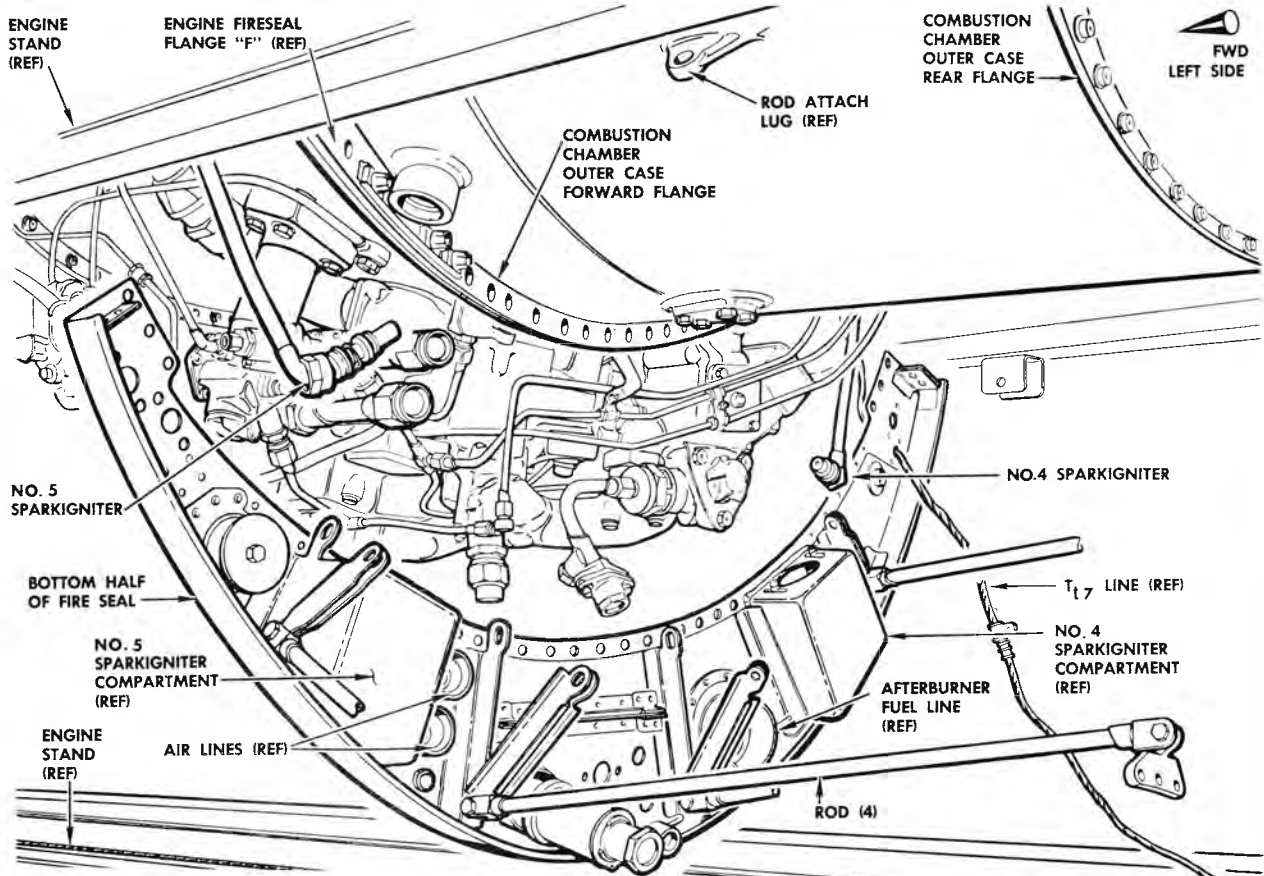 ENGINE
STAND
(REF)
ENGINE FIRESEAL
FLANGE "F" (REF)
COMBUSTION
CHAMBER
OUTER CASE
REAR FLANGE
FWD
LEFT SIDE
ROD ATTACH
LUG (REF)
COMBUSTION
CHAMBER
OUTER CASE
FORWARD FLANGE
NO. 5
SPARKIGNITER
NO.4 SPARKIGNITER
BOTTOM HALF
OF FIRE SEAL
Tt7 LINE (REF)
NO. 5
SPARKIGNITER
COMPARTMENT
(REF)
NO. 4
SPARKIGNITER
COMPARTMENT
(REF)
AFTERBURNER
FUEL LINE
(REF)
ENGINE
STAND
(REF)
AIR LINES (REF)
ROD (4)